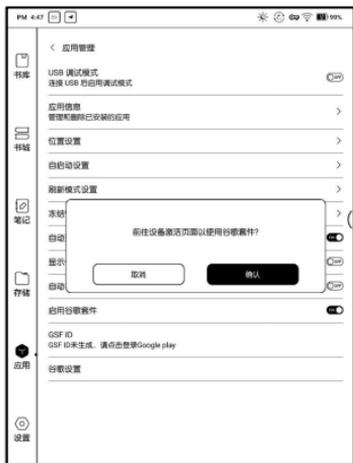 PM 4:47
99%
应用管理
书库
USB 调试模式
连接 USB 后启用调试模式
OFF
应用信息
管理和删除已安装的应用
书城
位置设置
自启动设置
刷新模式设置
笔记
冻结
前往设备激活页面以使用谷歌套件?
自动
ON
显示
OFF
取消
确认
存储
自动
OFF
启用谷歌套件
ON
GSF ID
GSF ID未生成,请点击登录Google play
应用
谷歌设置
设置